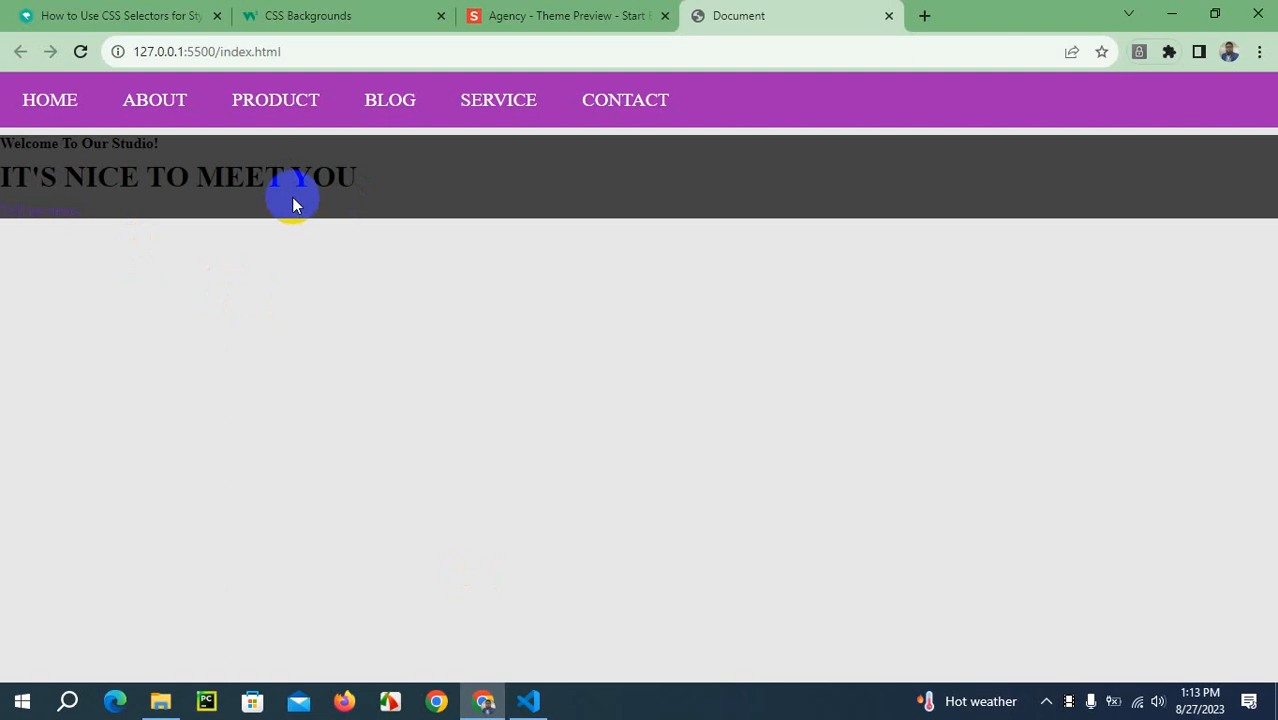 How to Use CSS Selectors for Sty
CSS Backgrounds
Agency - Theme Preview - Start
Document
127.0.0.1:5500/index.html
HOME ABOUT PRODUCT BLOG SERVICE CONTACT
Welcome To Our Studio!
IT'S NICE TO MEET YOU
Hot weather
1:13 PM
8/27/2023